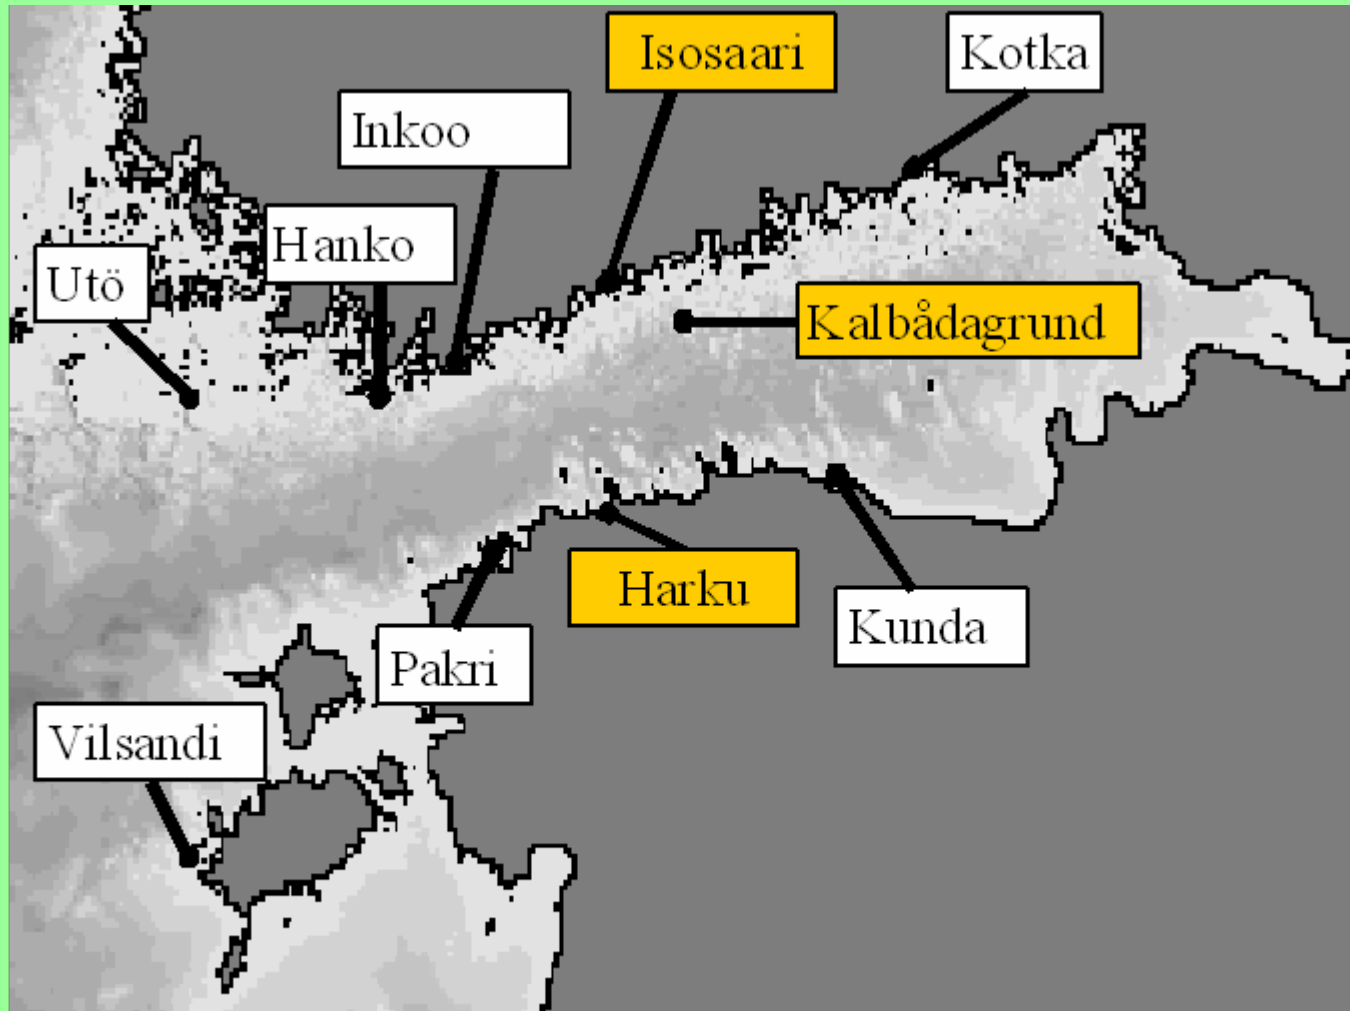 Isosaari
Kotka
Inkoo
Hanko
Utö
Kalbådagrund
Harku
Kunda
Pakri
Vilsandi